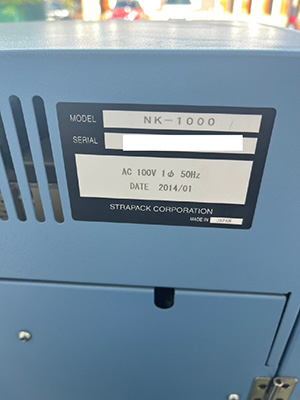 MODEL NK-1000
SERIAL
AC 100V 1φ 50Hz
DATE 2014/01
STRAPACK CORPORATION
MADE IN JAPAN